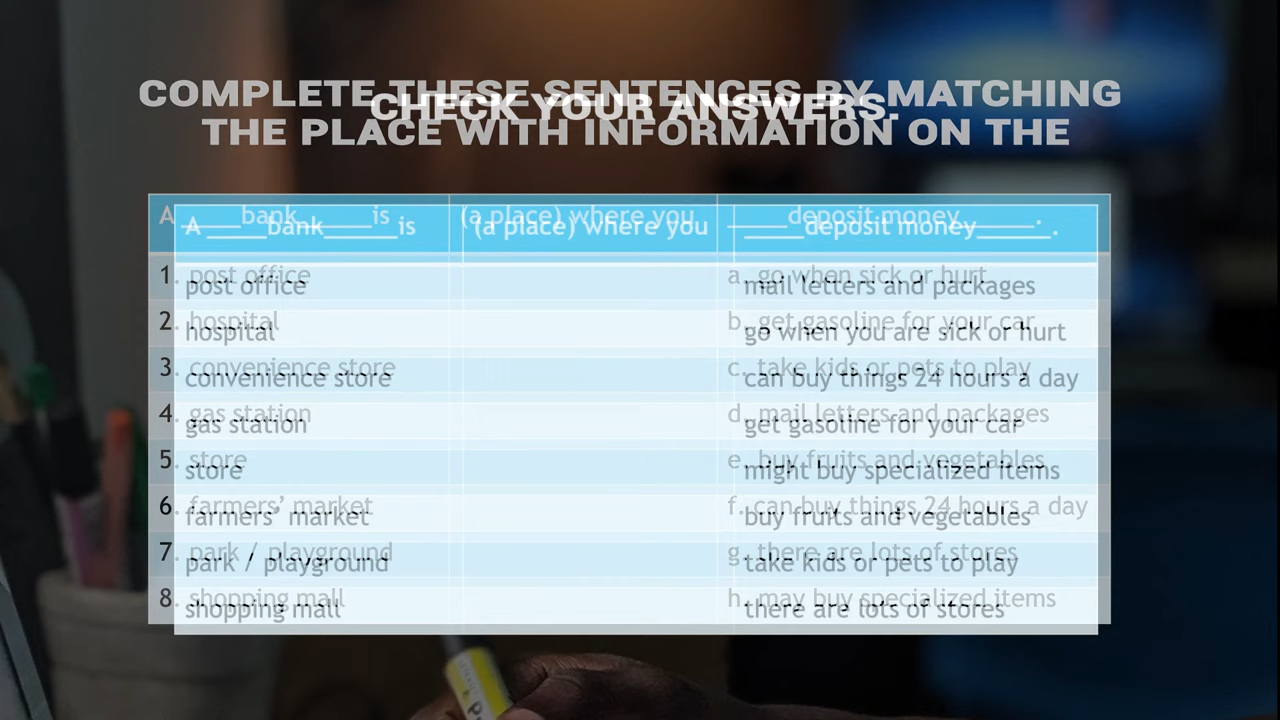 COMPLETE THESE SENTENCES BY MATCHING
THE PLACE WITH INFORMATION ON THE
CHECK YOUR ANSWERS.
A ____bank_____is (a place) where you ____deposit money_____.
1. post office a. go when sick or hurt
2. hospital b. get gasoline for your car
3. convenience store c. take kids or pets to play
4. gas station d. mail letters and packages
5. store e. buy fruits and vegetables
6. farmers’ market f. can buy things 24 hours a day
7. park / playground g. there are lots of stores
8. shopping mall h. may buy specialized items
A ____bank_____is (a place) where you ____deposit money_____.
post office mail letters and packages
hospital go when you are sick or hurt
convenience store can buy things 24 hours a day
gas station get gasoline for your car
store might buy specialized items
farmers’ market buy fruits and vegetables
park / playground take kids or pets to play
shopping mall there are lots of stores